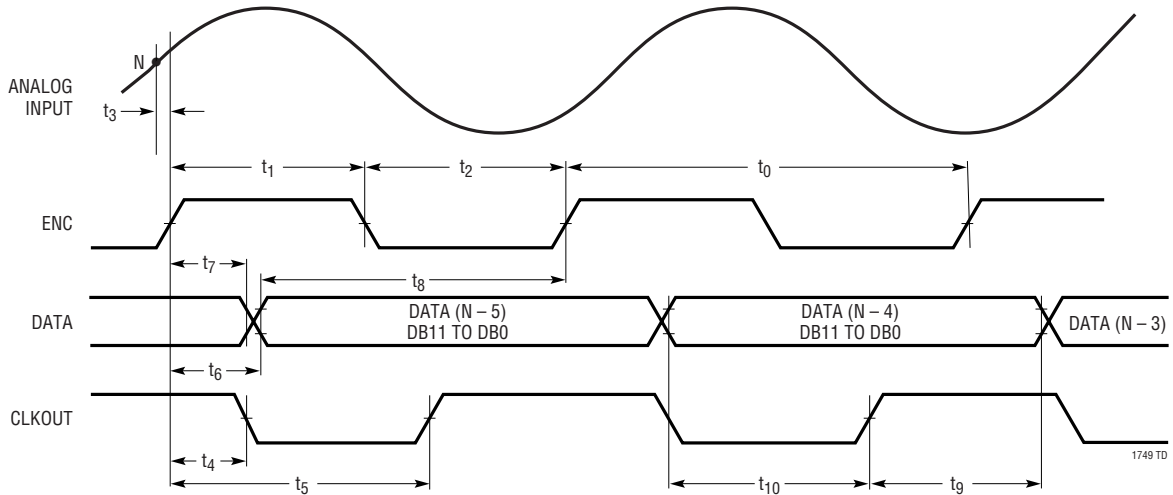 N
ANALOG
INPUT
t3
t1
t2
t0
ENC
t7
t8
DATA
DATA (N – 5)
DB11 TO DB0
DATA (N – 4)
DB11 TO DB0
DATA (N – 3)
t6
CLKOUT
1749 TD
t4
t5
t10
t9